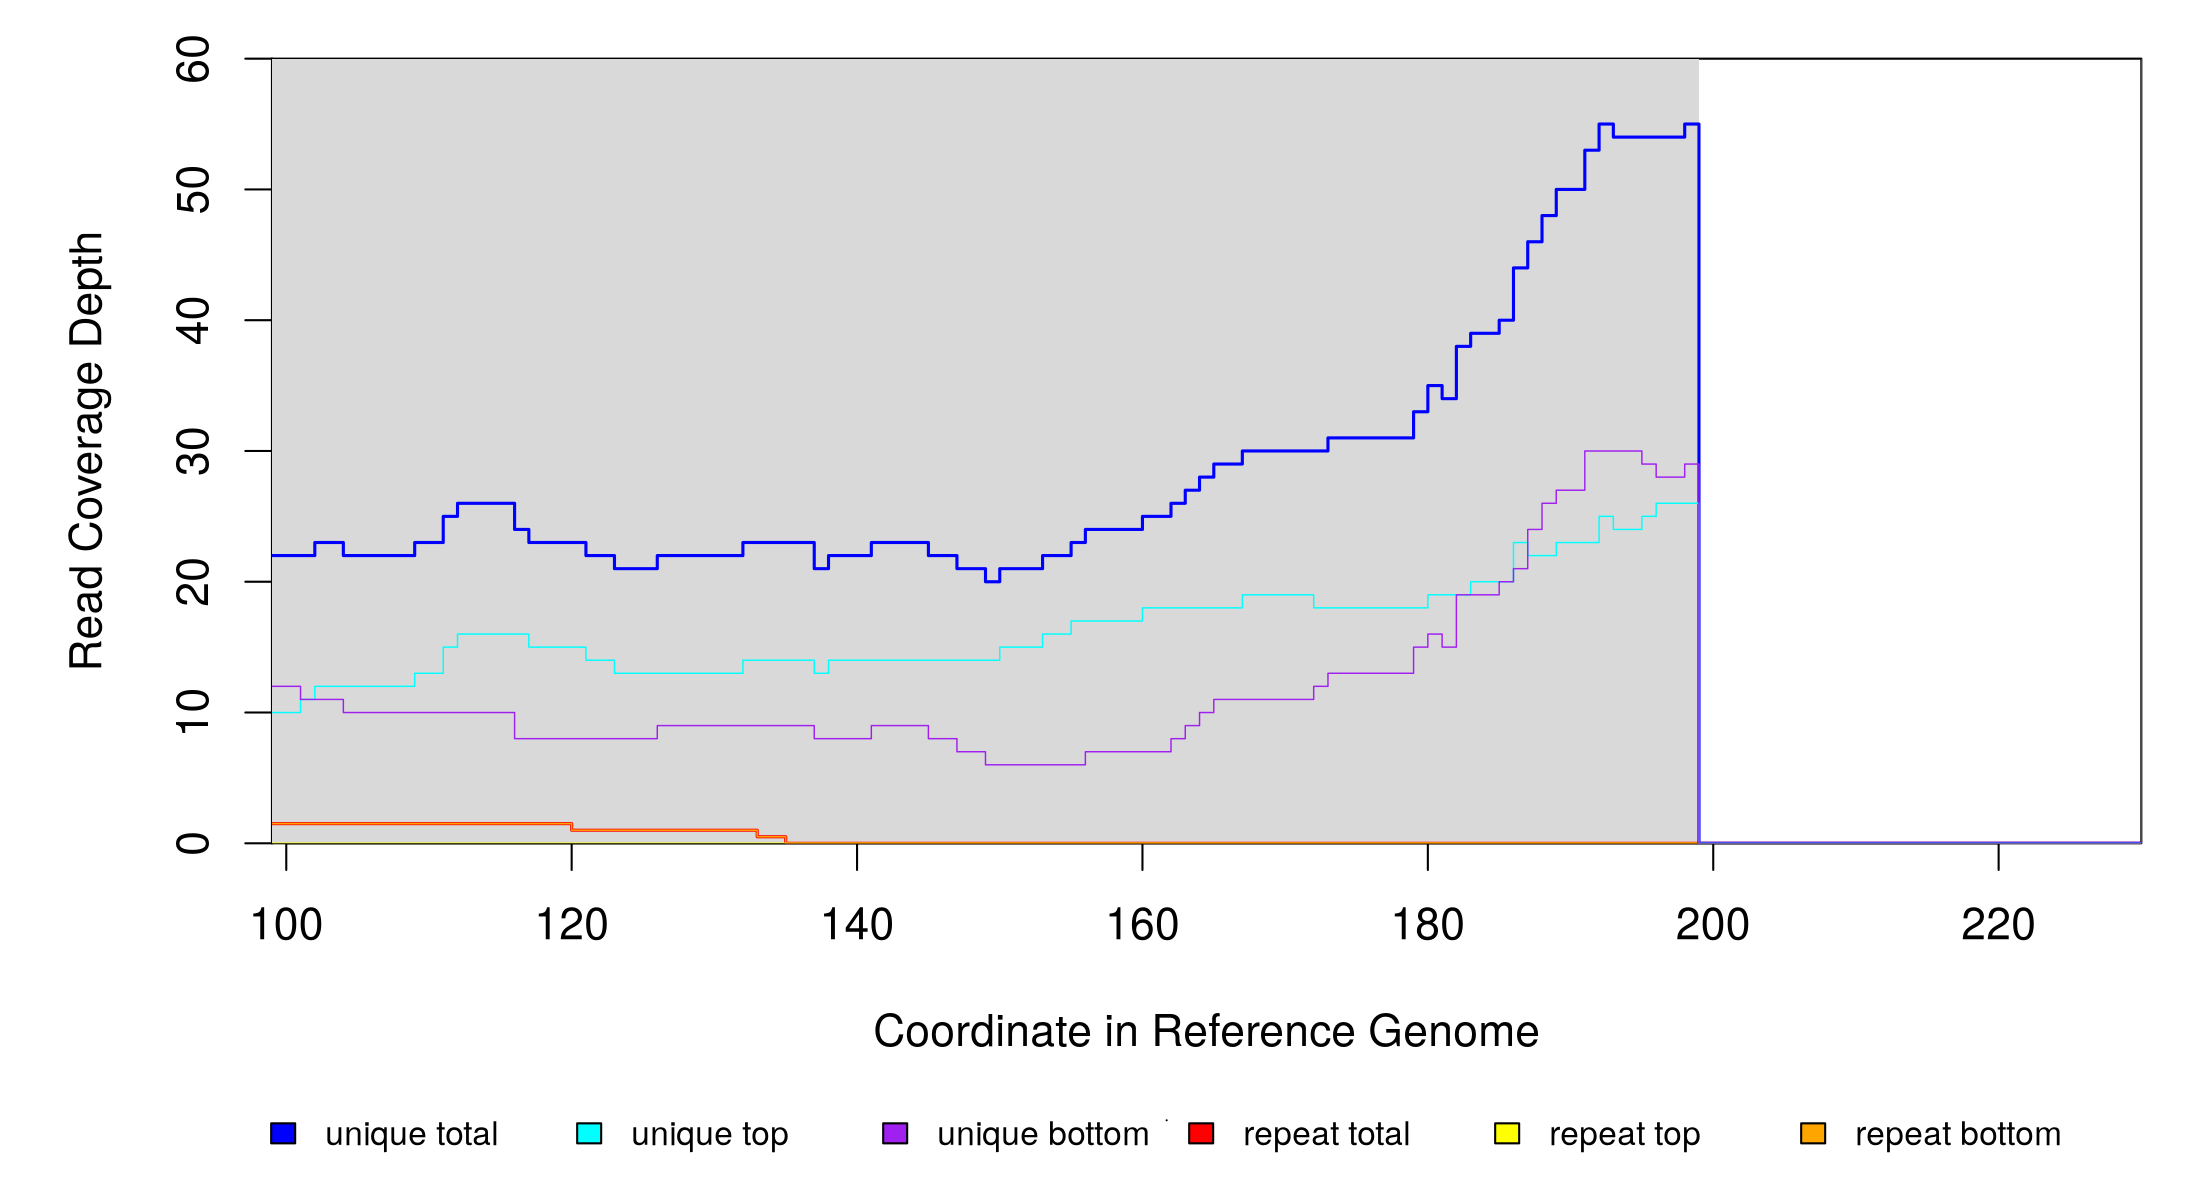 60
50
40
30
20
10
0
Read Coverage Depth
100 120 140 160 180 200 220
Coordinate in Reference Genome
unique total unique top unique bottom repeat total repeat top repeat bottom